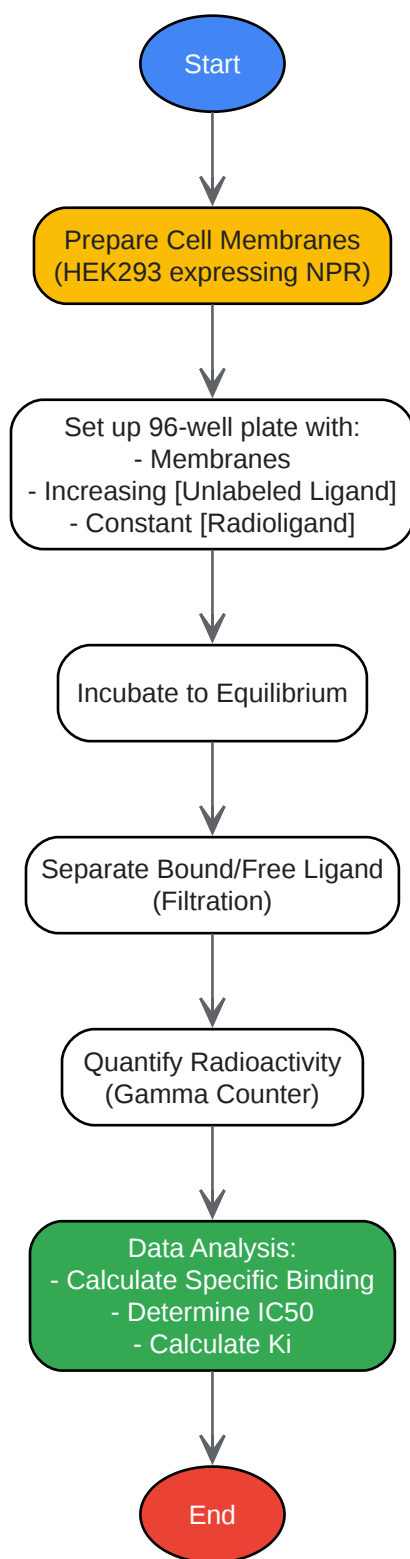 Start
Prepare Cell Membranes
(HEK293 expressing NPR)
Set up 96-well plate with:
- Membranes
- Increasing [Unlabeled Ligand]
- Constant [Radioligand]
Incubate to Equilibrium
Separate Bound/Free Ligand
(Filtration)
Quantify Radioactivity
(Gamma Counter)
Data Analysis:
- Calculate Specific Binding
- Determine IC50
- Calculate Ki
End